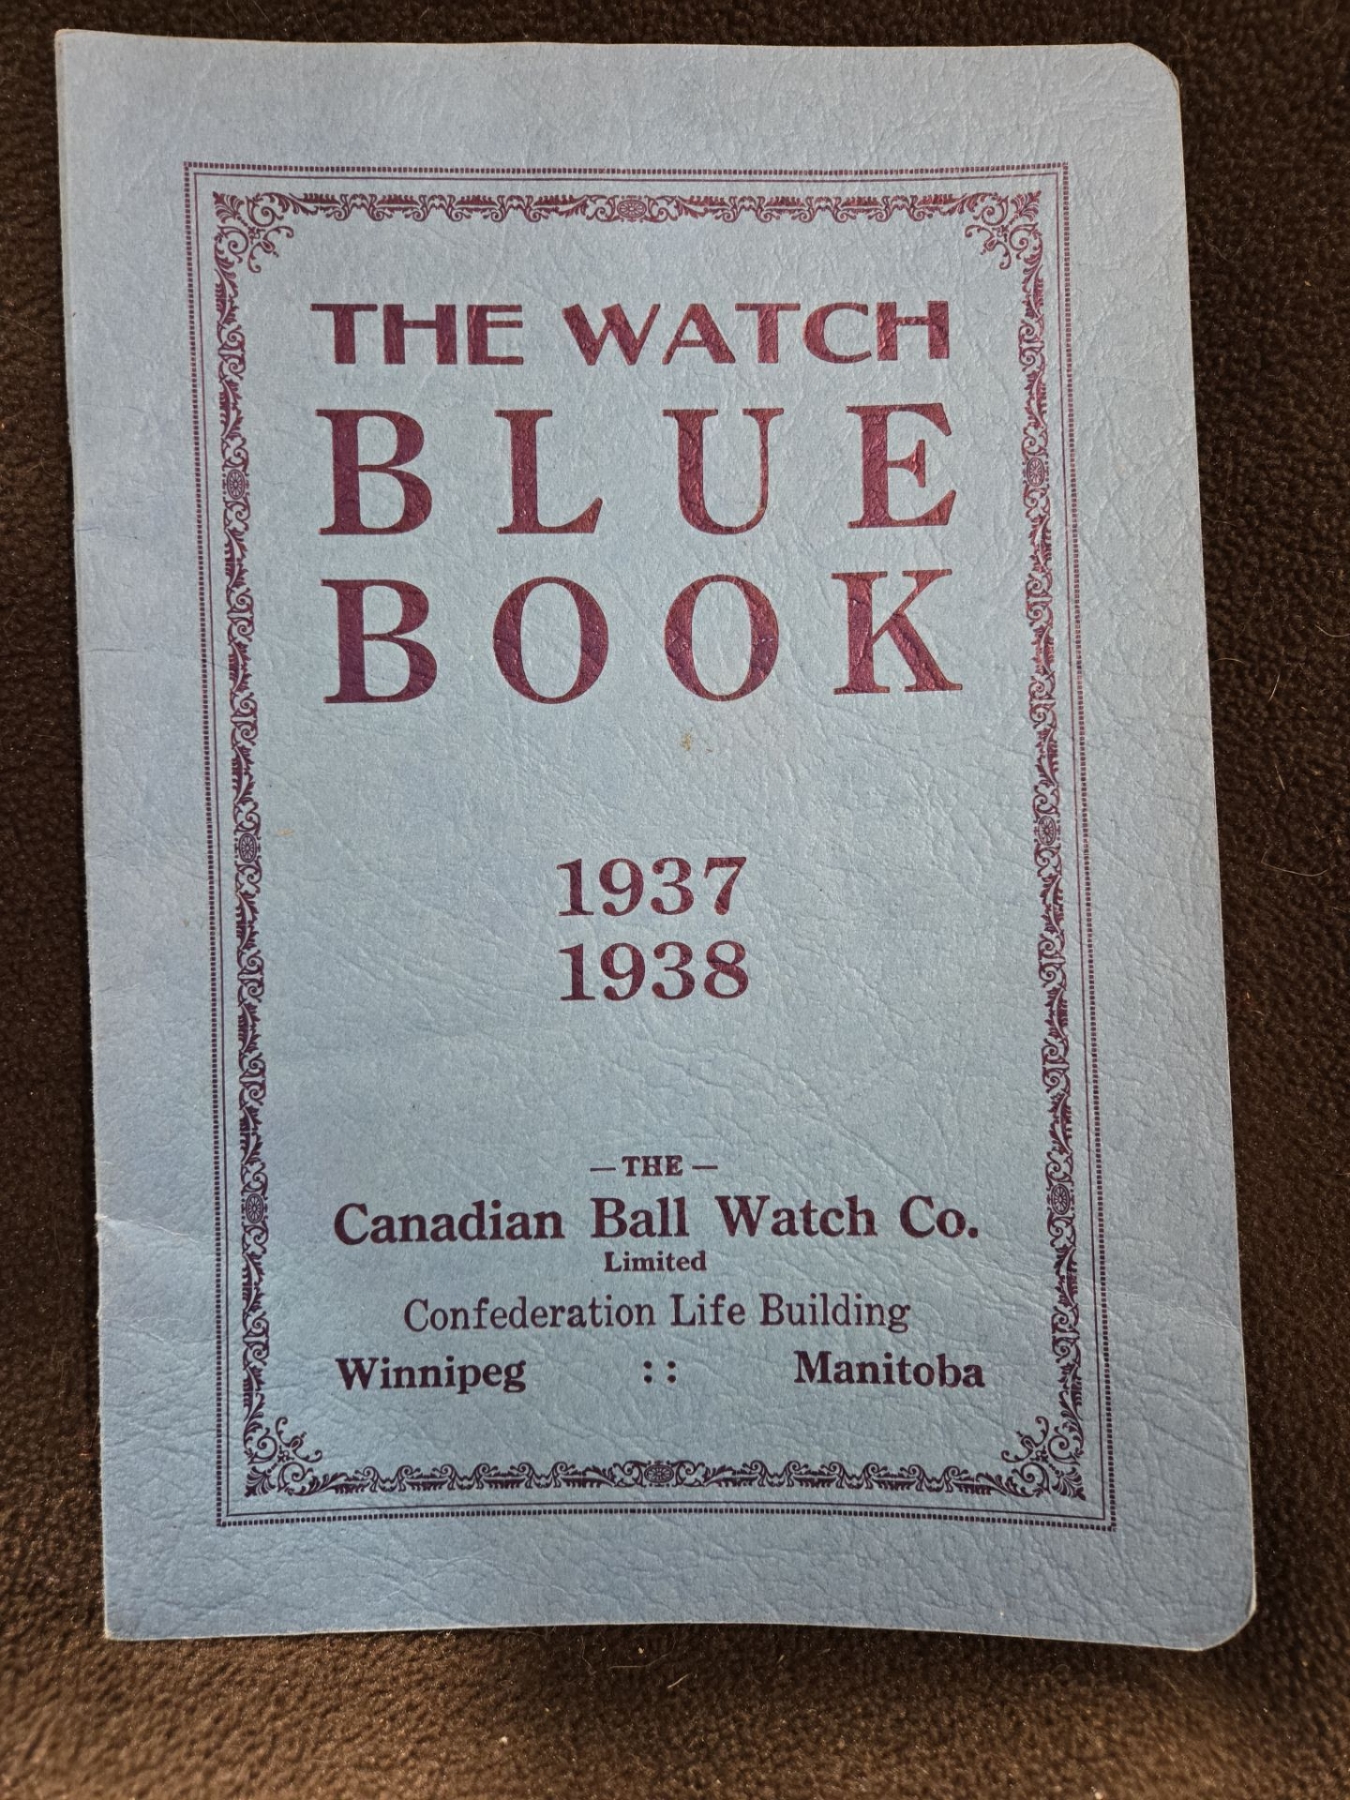 THE WATCH
BLUE
BOOK
1937
1938
— THE —
Canadian Ball Watch Co.
Limited
Confederation Life Building
Winnipeg :: Manitoba